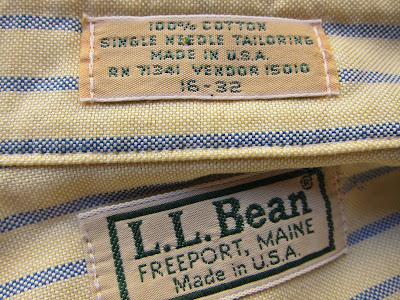 100% COTTON
SINGLE NEEDLE TAILORING
MADE IN U.S.A.
RN 71341 VENDOR 15010
16-32
L.L.Bean®
FREEPORT, MAINE
Made in U.S.A.